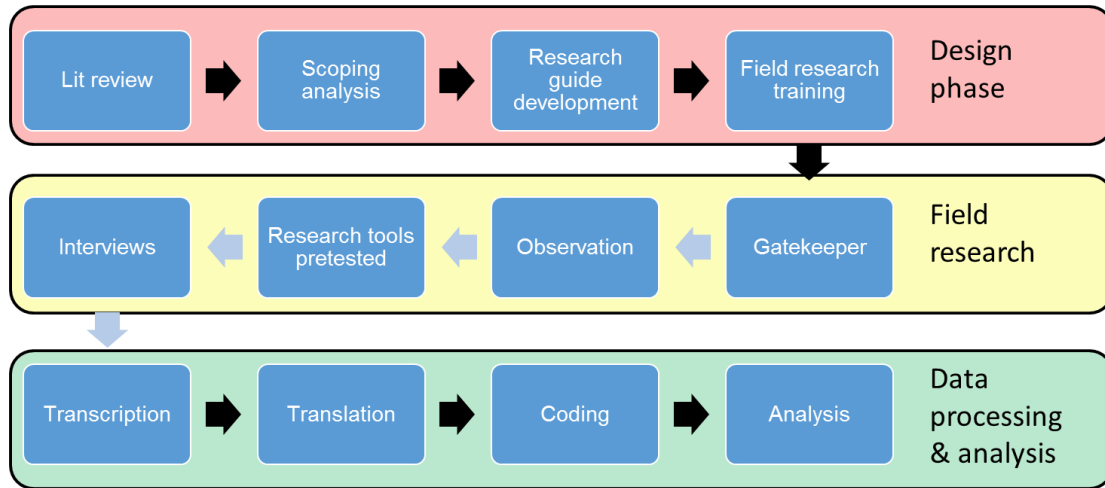 Lit review
Scoping
analysis
Research
guide
development
Field research
training
Design
phase
Interviews
Research tools
pretested
Observation
Gatekeeper
Field
research
Transcription
Translation
Coding
Analysis
Data
processing
& analysis